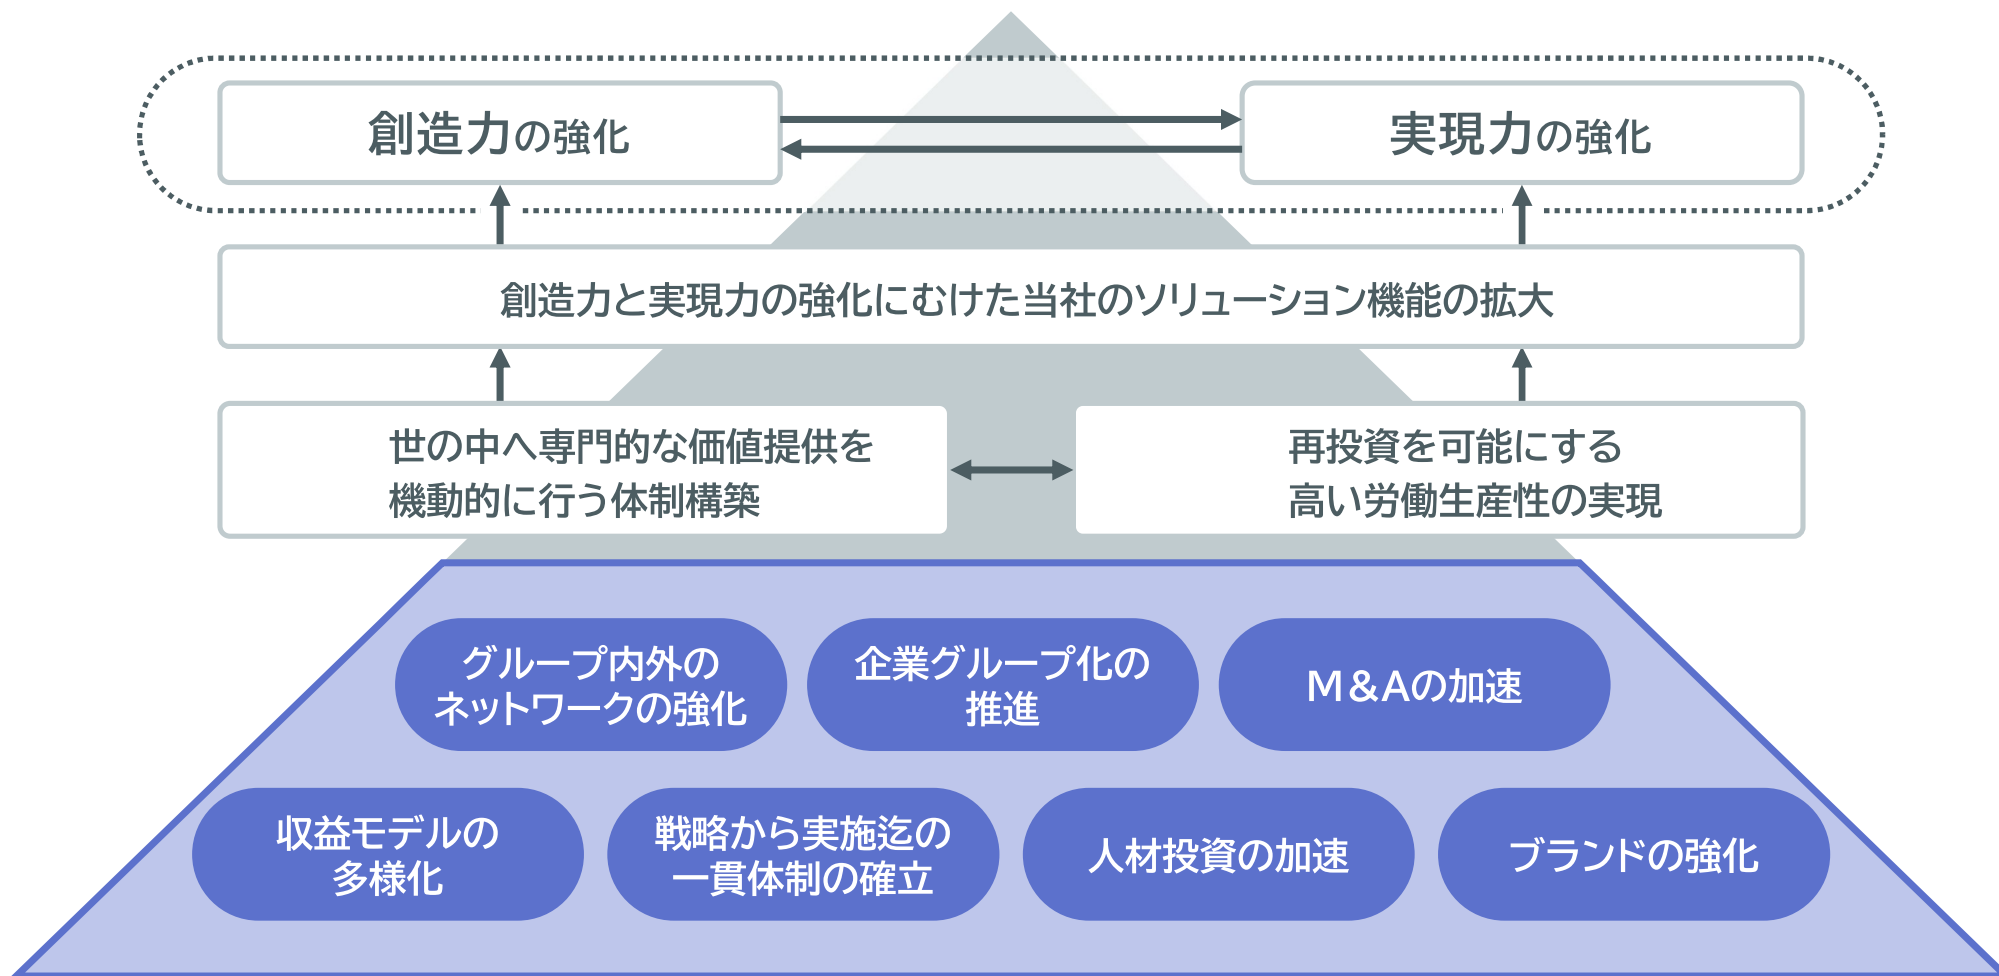 創造力の強化
実現力の強化
創造力と実現力の強化にむけた当社のソリューション機能の拡大
世の中へ専門的な価値提供を
機動的に行う体制構築
再投資を可能にする
高い労働生産性の実現
グループ内外の
ネットワークの強化
企業グループ化の
推進
M&Aの加速
収益モデルの
多様化
戦略から実施迄の
一貫体制の確立
人材投資の加速
ブランドの強化